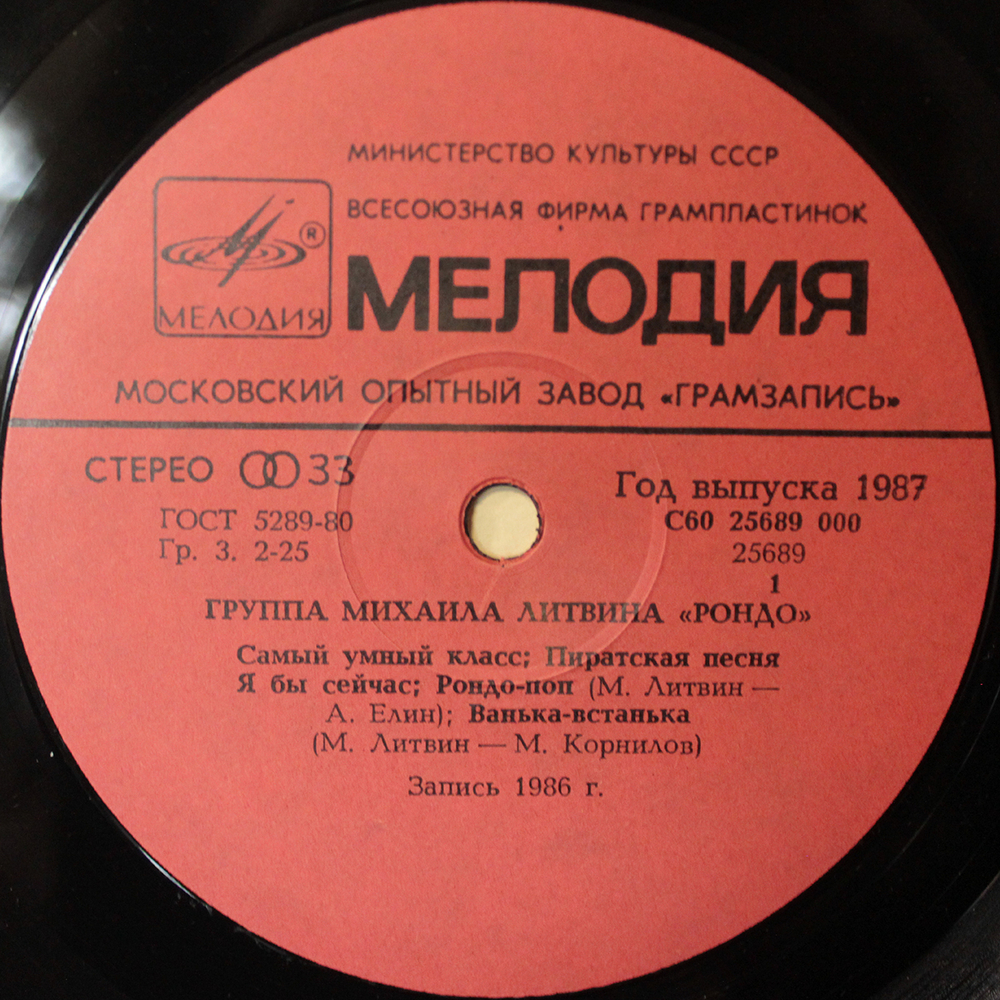 МИНИСТЕРСТВО КУЛЬТУРЫ СССР
ВСЕСОЮЗНАЯ ФИРМА ГРАМПЛАСТИНОК
®
МЕЛОДИЯ
МЕЛОДИЯ
МОСКОВСКИЙ ОПЫТНЫЙ ЗАВОД «ГРАМЗАПИСЬ»
СТЕРЕО 33
Год выпуска 1987
ГОСТ 5289-80
С60 25689 000
Гр. 3. 2-25
25689
1
ГРУППА МИХАИЛА ЛИТВИНА «РОНДО»
Самый умный класс; Пиратская песня
Я бы сейчас; Рондо-поп (М. Литвин —
А. Елин); Ванька-встанька
(М. Литвин — М. Корнилов)
Запись 1986 г.